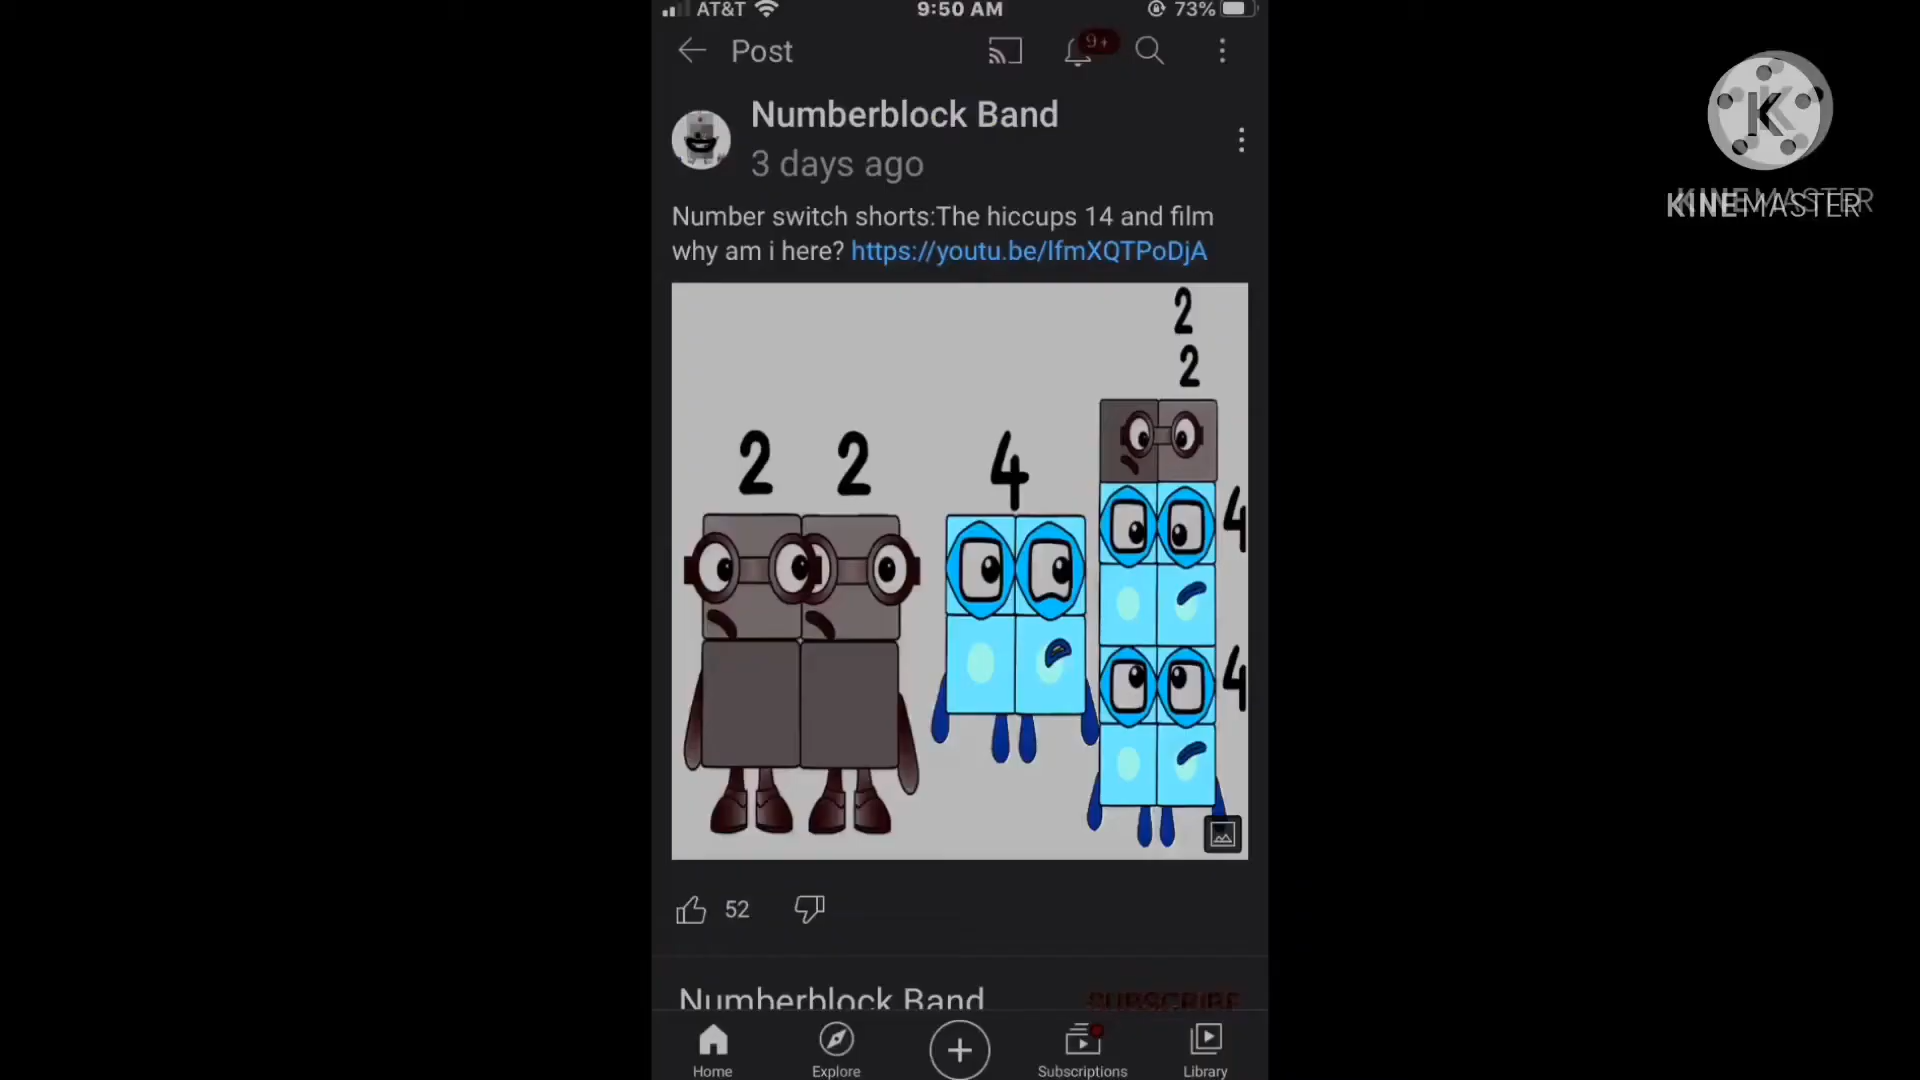 AT&T 9:50 AM 73%
Post 9+
Numberblock Band
3 days ago
Number switch shorts:The hiccups 14 and film
why am i here? https://youtu.be/lfmXQTPoDjA
2
2
2 2 4
4
4
52
Numberblock Band SUBSCRIBE
Home Explore Subscriptions Library
K
KINEMASTER